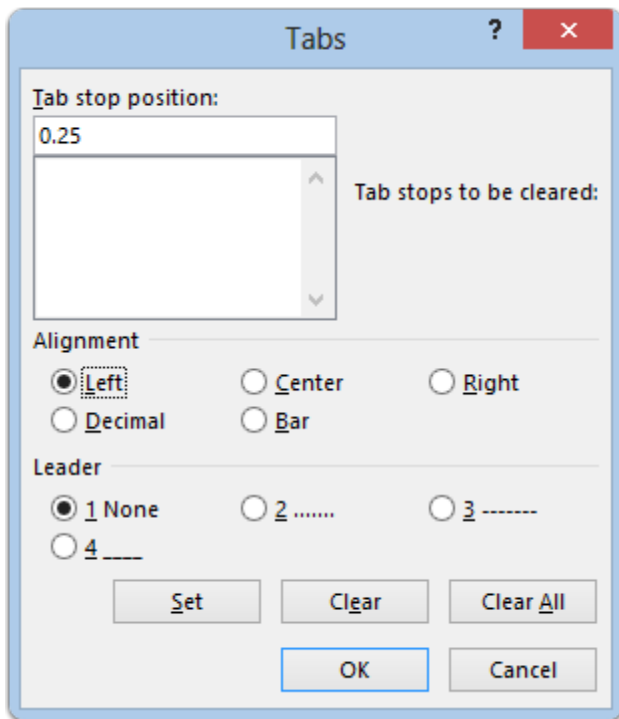 Tabs ? ×
Tab stop position:
0.25
Tab stops to be cleared:
Alignment
Left Center Right
Decimal Bar
Leader
1 None 2 ....... 3 -------
4 ____
Set Clear Clear All
OK Cancel